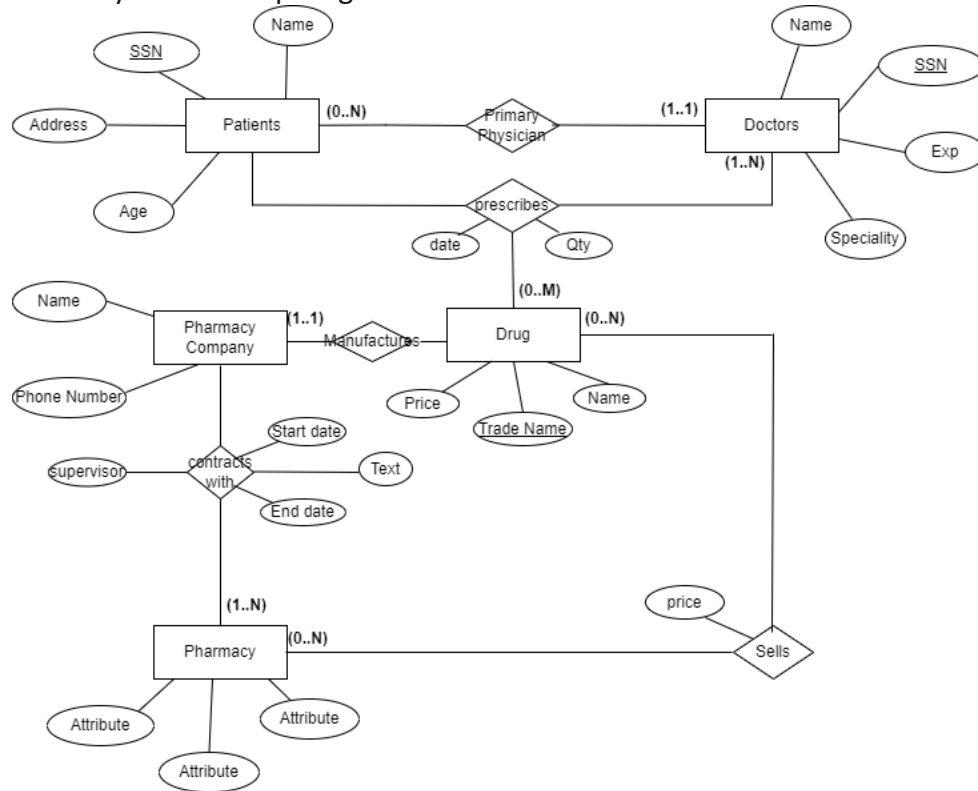 Name
Name
SSN
SSN
(0..N)
(1..1)
Address
Patients
Primary
Physician
Doctors
Exp
(1..N)
Age
prescribes
date
Qty
Speciality
(0..M)
Name
(1..1)
(0..N)
Pharmacy
Company
Manufactures
Drug
Phone Number
Price
Name
Trade Name
Start date
supervisor
contracts
with
Text
End date
(1..N)
price
(0..N)
Pharmacy
Sells
Attribute
Attribute
Attribute